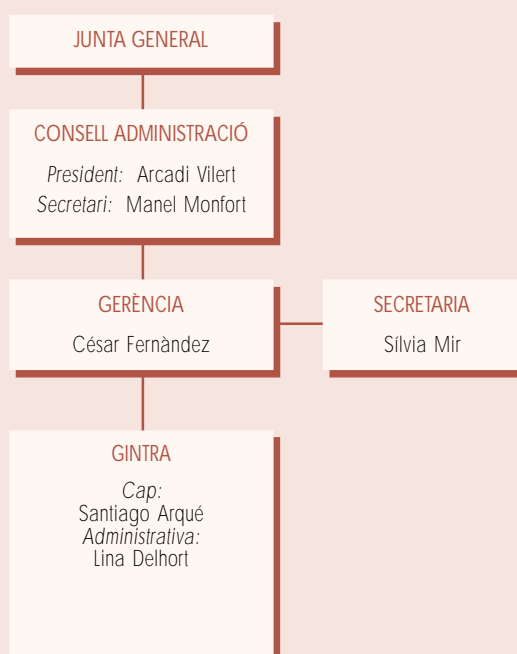 JUNTA GENERAL
CONSELL ADMINISTRACIÓ
President: Arcadi Vilert
Secretari: Manel Monfort
GERÈNCIA
César Fernàndez
SECRETARIA
Sílvia Mir
GINTRA
Cap:
Santiago Arqué
Administrativa:
Lina Delhort